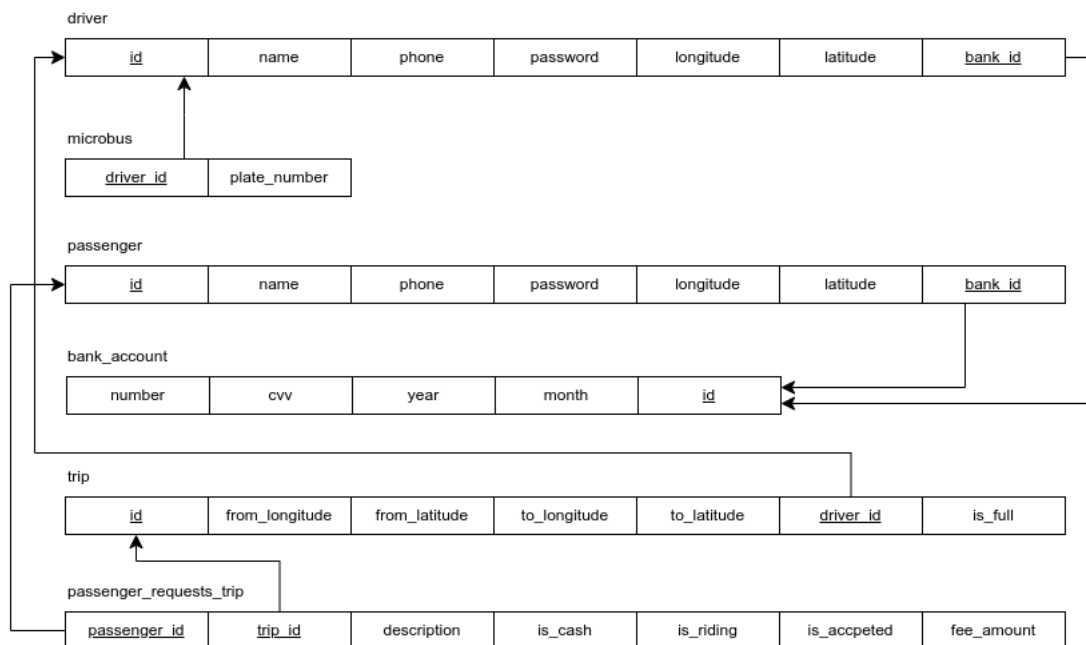 driver
id name phone password longitude latitude bank_id
microbus
driver_id plate_number
passenger
id name phone password longitude latitude bank_id
bank_account
number cvv year month id
trip
id from_longitude from_latitude to_longitude to_latitude driver_id is_full
passenger_requests_trip
passenger_id trip_id description is_cash is_riding is_accpeted fee_amount